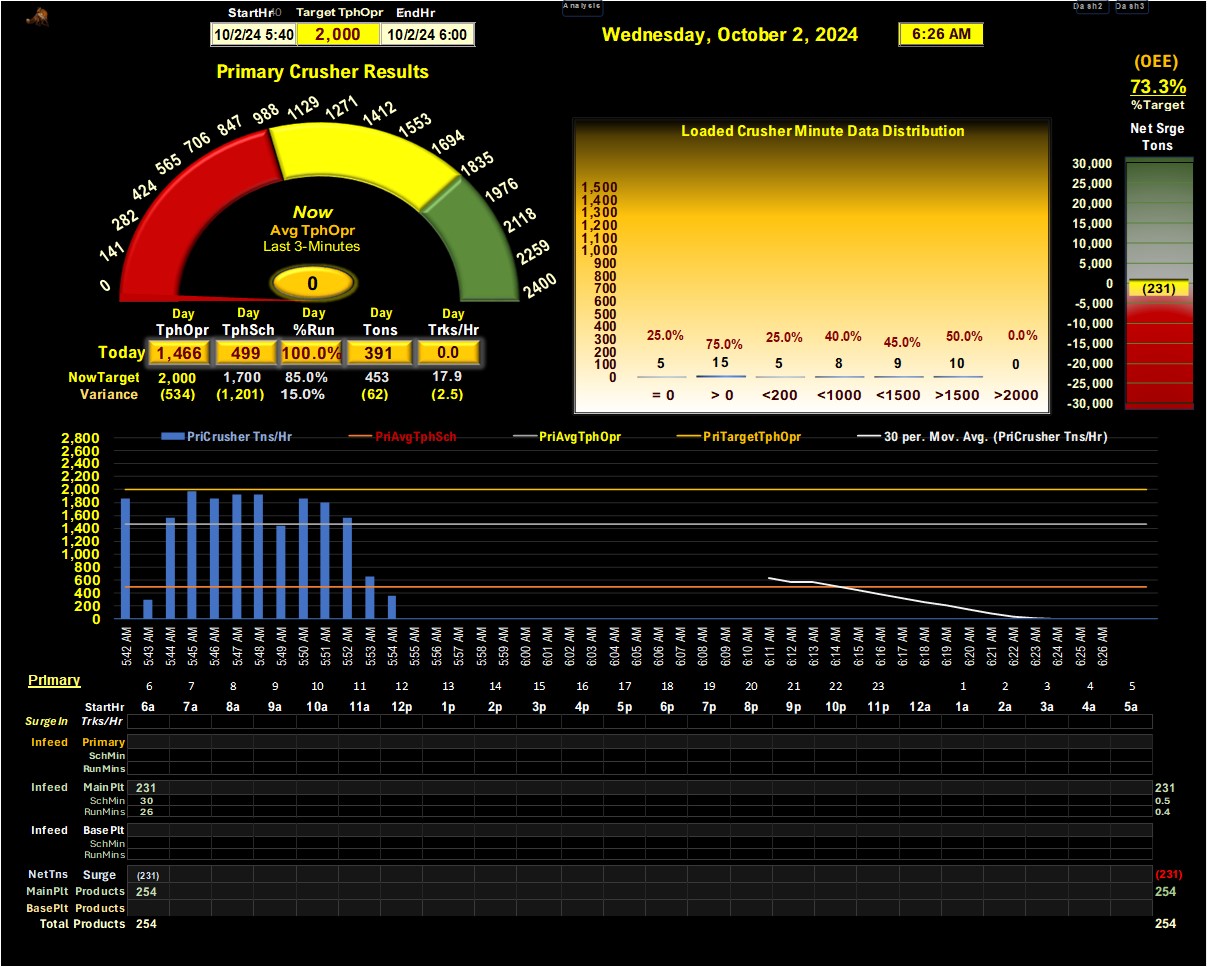 StartHr Target TphOpr EndHr
10/2/24 5:40 2,000 10/2/24 6:00
Analysis
Wednesday, October 2, 2024 6:26 AM
Dash2 Dash3
(OEE)
73.3%
%Target
Net Srge
Tons
30,000
25,000
20,000
15,000
10,000
5,000
0
(231)
-5,000
-10,000
-15,000
-20,000
-25,000
-30,000
Primary Crusher Results
0 141 282 424 565 706 847 988 1129 1271 1412 1553 1694 1835 1976 2118 2259 2400
Now
Avg TphOpr
Last 3-Minutes
0
Day Day Day Day Day
TphOpr TphSch %Run Tons Trks/Hr
Today 1,466 499 100.0% 391 0.0
NowTarget 2,000 1,700 85.0% 453 17.9
Variance (534) (1,201) 15.0% (62) (2.5)
Loaded Crusher Minute Data Distribution
1,500
1,400
1,300
1,200
1,100
1,000
900
800
700
600
500
400
300
200
100
0
25.0% 75.0% 25.0% 40.0% 45.0% 50.0% 0.0%
5 15 5 8 9 10 0
= 0 > 0 <200 <1000 <1500 >1500 >2000
PriCrusher Tns/Hr PriAvgTphSch PriAvgTphOpr PriTargetTphOpr 30 per. Mov. Avg. (PriCrusher Tns/Hr)
2,800
2,600
2,400
2,200
2,000
1,800
1,600
1,400
1,200
1,000
800
600
400
200
0
5:42 AM 5:43 AM 5:44 AM 5:45 AM 5:46 AM 5:47 AM 5:48 AM 5:49 AM 5:50 AM 5:51 AM 5:52 AM 5:53 AM 5:54 AM 5:55 AM 5:56 AM 5:57 AM 5:58 AM 5:59 AM 6:00 AM 6:01 AM 6:02 AM 6:03 AM 6:04 AM 6:05 AM 6:06 AM 6:07 AM 6:08 AM 6:09 AM 6:10 AM 6:11 AM 6:12 AM 6:13 AM 6:14 AM 6:15 AM 6:16 AM 6:17 AM 6:18 AM 6:19 AM 6:20 AM 6:21 AM 6:22 AM 6:23 AM 6:24 AM 6:25 AM 6:26 AM
Primary
6 7 8 9 10 11 12 13 14 15 16 17 18 19 20 21 22 23 1 2 3 4 5
StartHr 6a 7a 8a 9a 10a 11a 12p 1p 2p 3p 4p 5p 6p 7p 8p 9p 10p 11p 12a 1a 2a 3a 4a 5a
SurgeIn Trks/Hr
Infeed Primary
SchMin
RunMins
Infeed MainPlt 231 231
SchMin 30 0.5
RunMins 26 0.4
Infeed BasePlt
SchMin
RunMins
NetTns Surge (231) (231)
MainPlt Products 254 254
BasePlt Products
Total Products 254 254